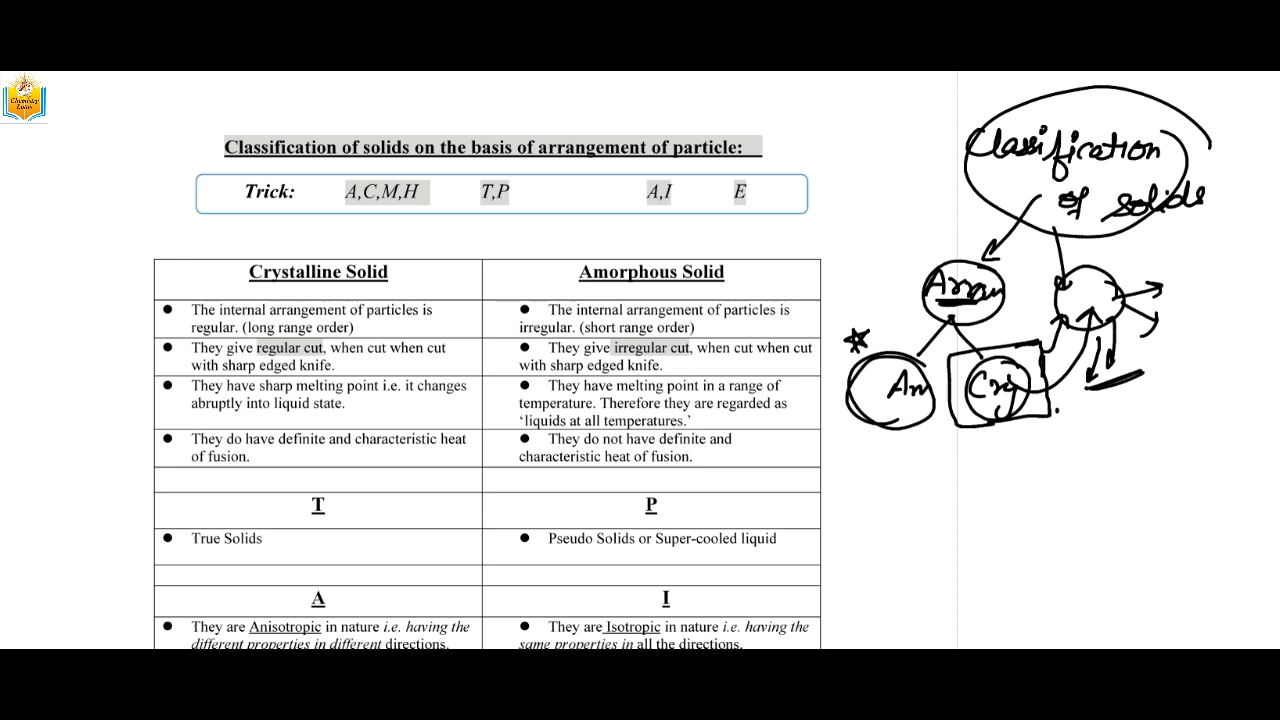 Chemistry
Classification of solids on the basis of arrangement of particle:
Trick: A,C,M,H T,P A,I E
Crystalline Solid Amorphous Solid
● The internal arrangement of particles is
regular. (long range order)
● The internal arrangement of particles is
irregular. (short range order)
● They give regular cut, when cut when cut
with sharp edged knife.
● They give irregular cut, when cut when cut
with sharp edged knife.
● They have sharp melting point i.e. it changes
abruptly into liquid state.
● They have melting point in a range of
temperature. Therefore they are regarded as
‘liquids at all temperatures.’
● They do have definite and characteristic heat
of fusion.
● They do not have definite and
characteristic heat of fusion.
T P
● True Solids
● Pseudo Solids or Super-cooled liquid
A I
● They are Anisotropic in nature i.e. having the
different properties in different directions.
● They are Isotropic in nature i.e. having the
same properties in all the directions.
Classification
of solids
Arran
Am Cry